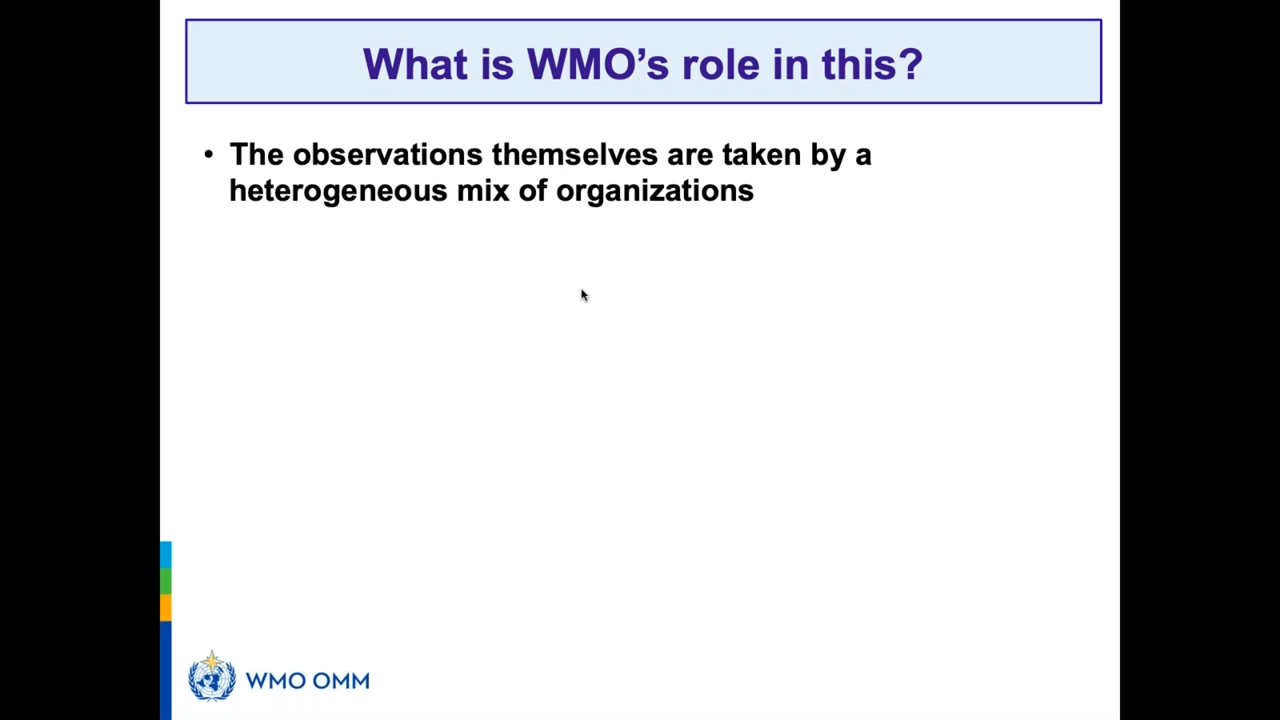 What is WMO’s role in this?
• The observations themselves are taken by a
heterogeneous mix of organizations
WMO OMM